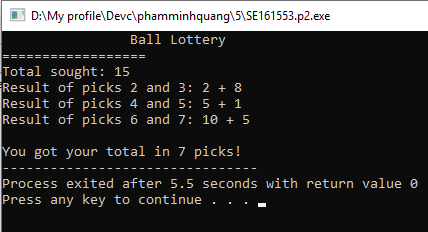 D:\My profile\Devc\phamminhquang\5\SE161553.p2.exe
Ball Lottery
=================
Total sought: 15
Result of picks 2 and 3: 2 + 8
Result of picks 4 and 5: 5 + 1
Result of picks 6 and 7: 10 + 5
You got your total in 7 picks!
--------------------------------
Process exited after 5.5 seconds with return value 0
Press any key to continue . . .